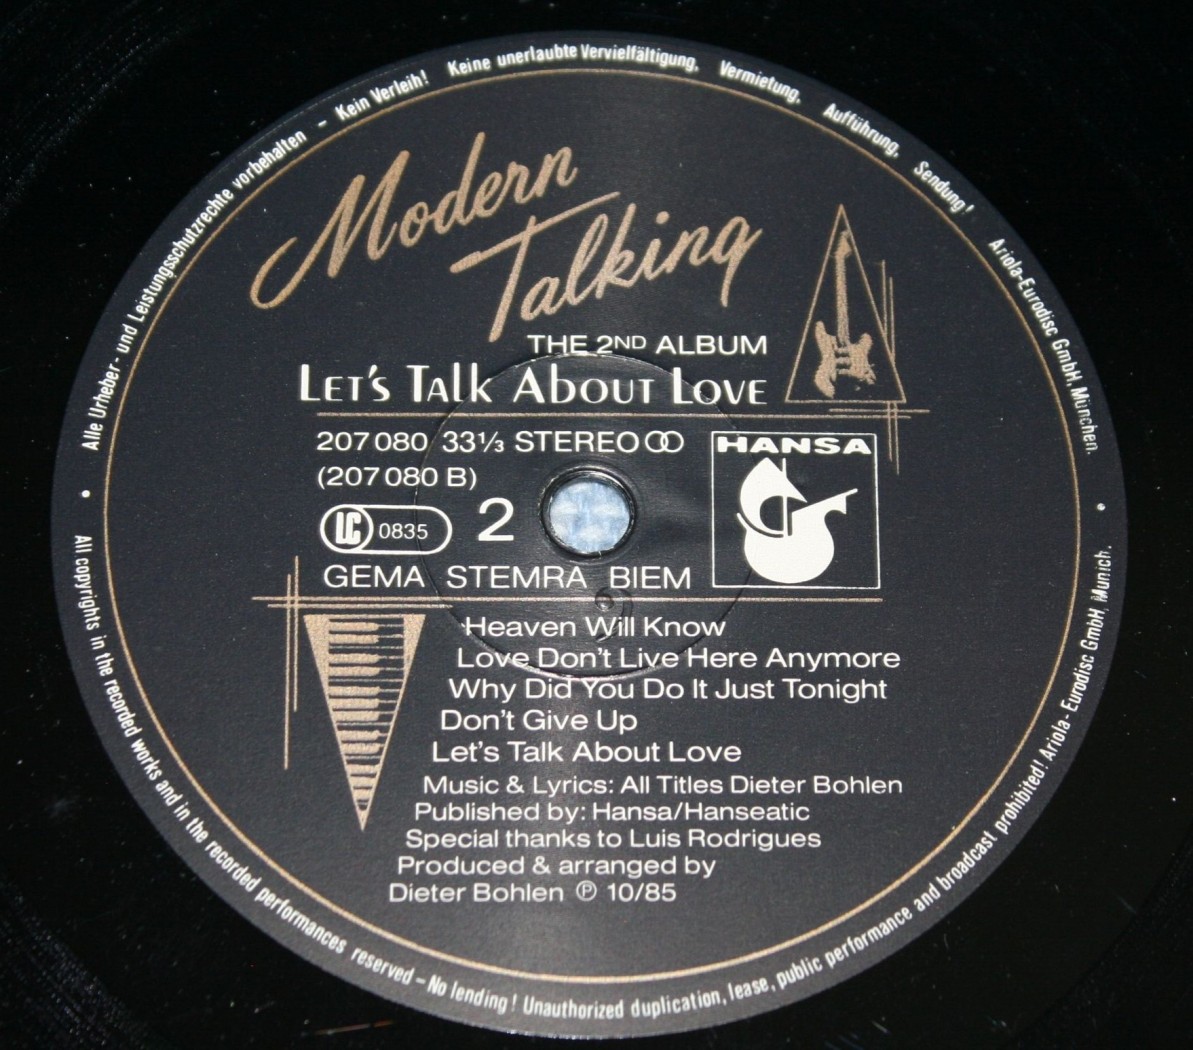 Alle Urheber- und Leistungsschutzrechte vorbehalten – Kein Verleih! Keine unerlaubte Vervielfältigung, Vermietung, Aufführung, Sendung! Ariola-Eurodisc GmbH, München.
Modern
Talking
THE 2ND ALBUM
LET'S TALK ABOUT LOVE
207 080 33⅓ STEREO
(207 080 B)
HANSA
LC 0835
2
GEMA STEMRA BIEM
Heaven Will Know
Love Don't Live Here Anymore
Why Did You Do It Just Tonight
Don't Give Up
Let's Talk About Love
Music & Lyrics: All Titles Dieter Bohlen
Published by: Hansa/Hanseatic
Special thanks to Luis Rodrigues
Produced & arranged by
Dieter Bohlen ℗ 10/85
All copyrights in the recorded works and in the recorded performances reserved – No lending! Unauthorized duplication, lease, public performance and broadcast prohibited! Ariola-Eurodisc GmbH, Munich.